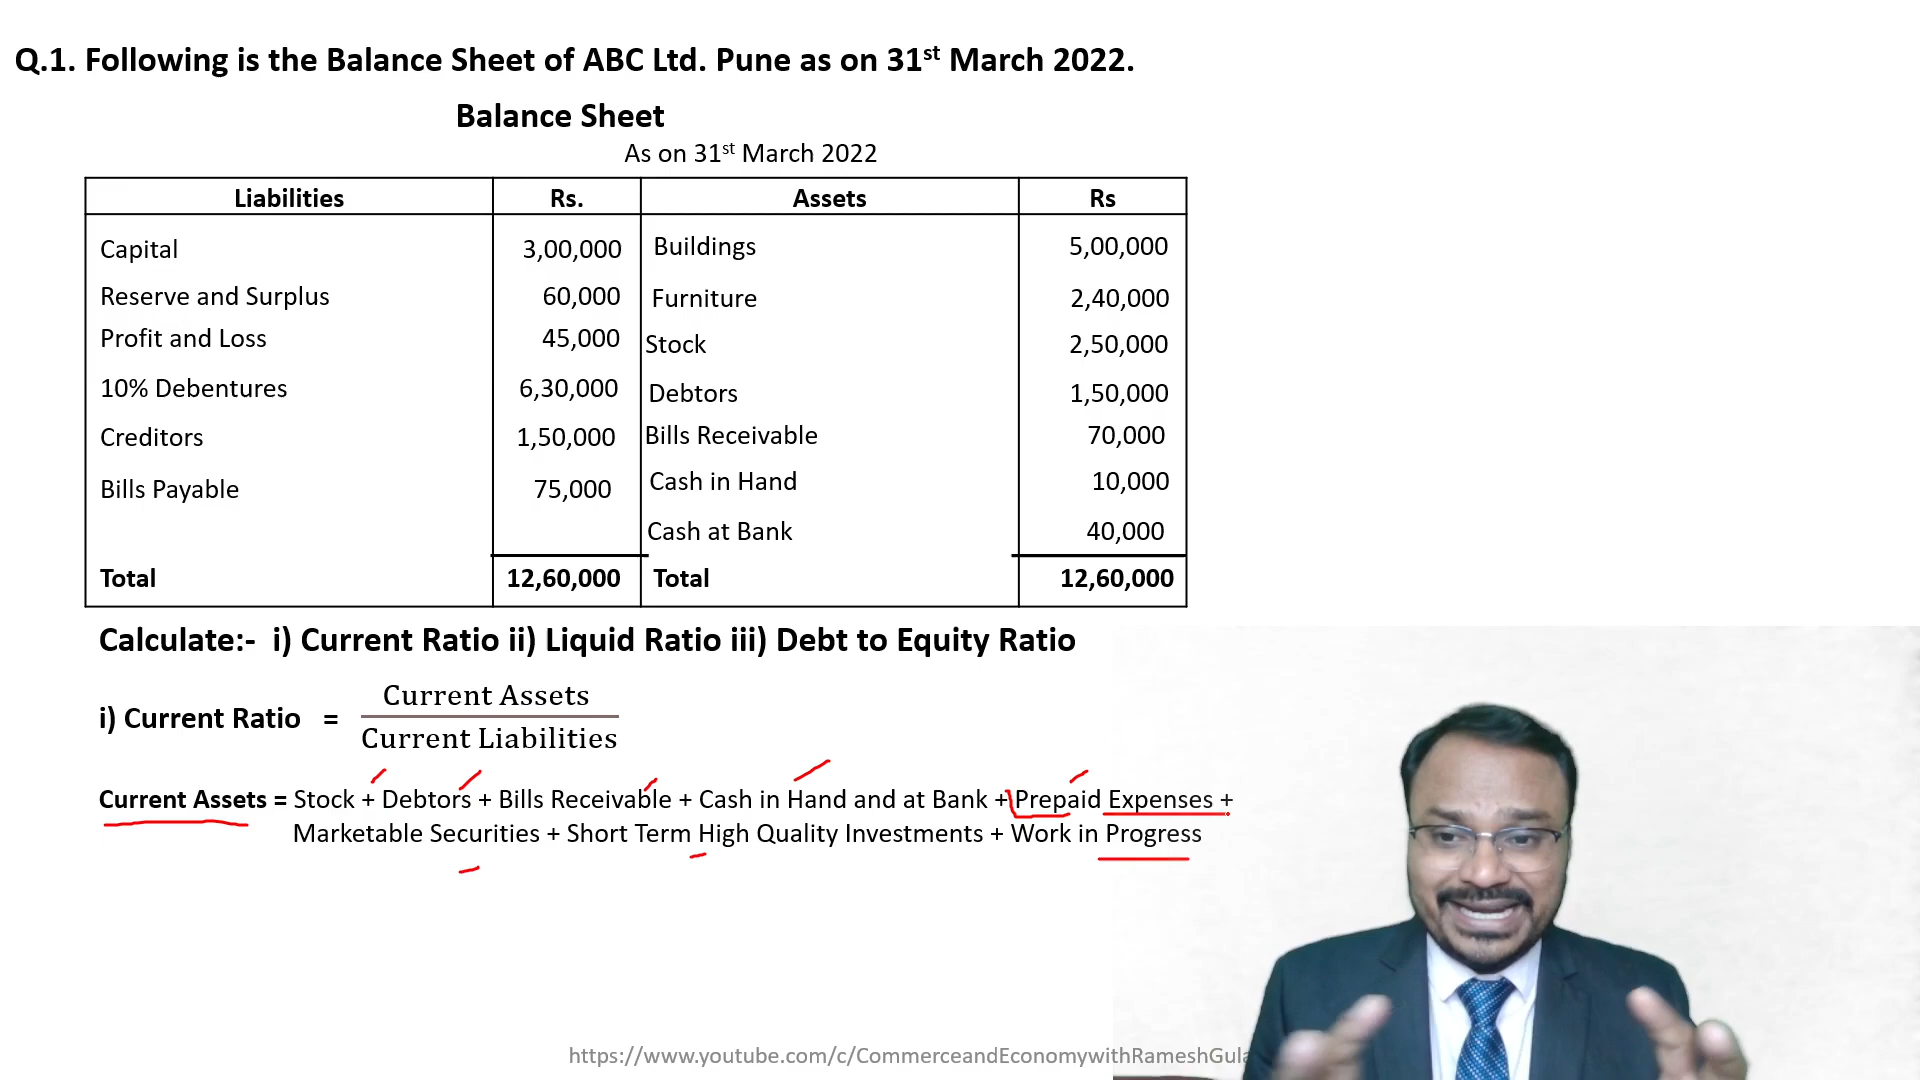 Q.1. Following is the Balance Sheet of ABC Ltd. Pune as on 31st March 2022.
Balance Sheet
As on 31st March 2022
Liabilities Rs. Assets Rs
Capital 3,00,000 Buildings 5,00,000
Reserve and Surplus 60,000 Furniture 2,40,000
Profit and Loss 45,000 Stock 2,50,000
10% Debentures 6,30,000 Debtors 1,50,000
Creditors 1,50,000 Bills Receivable 70,000
Bills Payable 75,000 Cash in Hand 10,000
Cash at Bank 40,000
Total 12,60,000 Total 12,60,000
Calculate:- i) Current Ratio ii) Liquid Ratio iii) Debt to Equity Ratio
i) Current Ratio = Current Assets
Current Liabilities
Current Assets = Stock + Debtors + Bills Receivable + Cash in Hand and at Bank + Prepaid Expenses +
Marketable Securities + Short Term High Quality Investments + Work in Progress
https://www.youtube.com/c/CommerceandEconomywithRameshGula